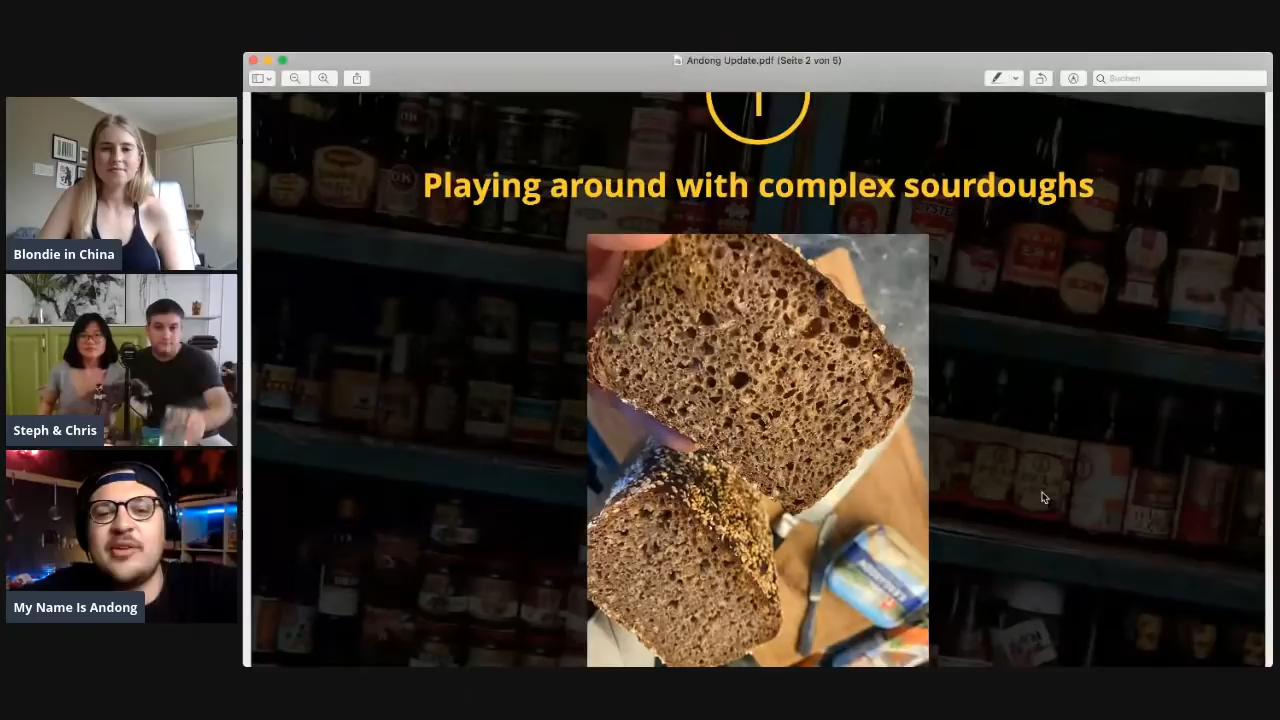 Andong Update.pdf (Seite 2 von 5)
Suchen
1
Playing around with complex sourdoughs
Blondie in China
Steph & Chris
My Name Is Andong